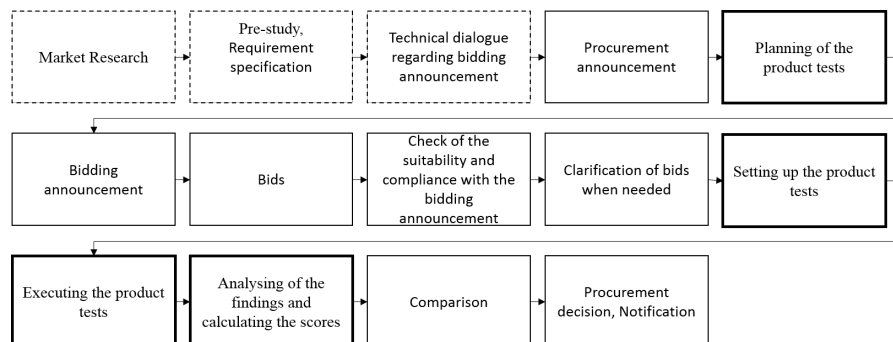 Market Research
Pre-study,
Requirement
specification
Technical dialogue
regarding bidding
announcement
Procurement
announcement
Planning of the
product tests
Bidding
announcement
Bids
Check of the
suitability and
compliance with the
bidding
announcement
Clarification of bids
when needed
Setting up the product
tests
Executing the product
tests
Analysing of the
findings and
calculating the scores
Comparison
Procurement
decision, Notification